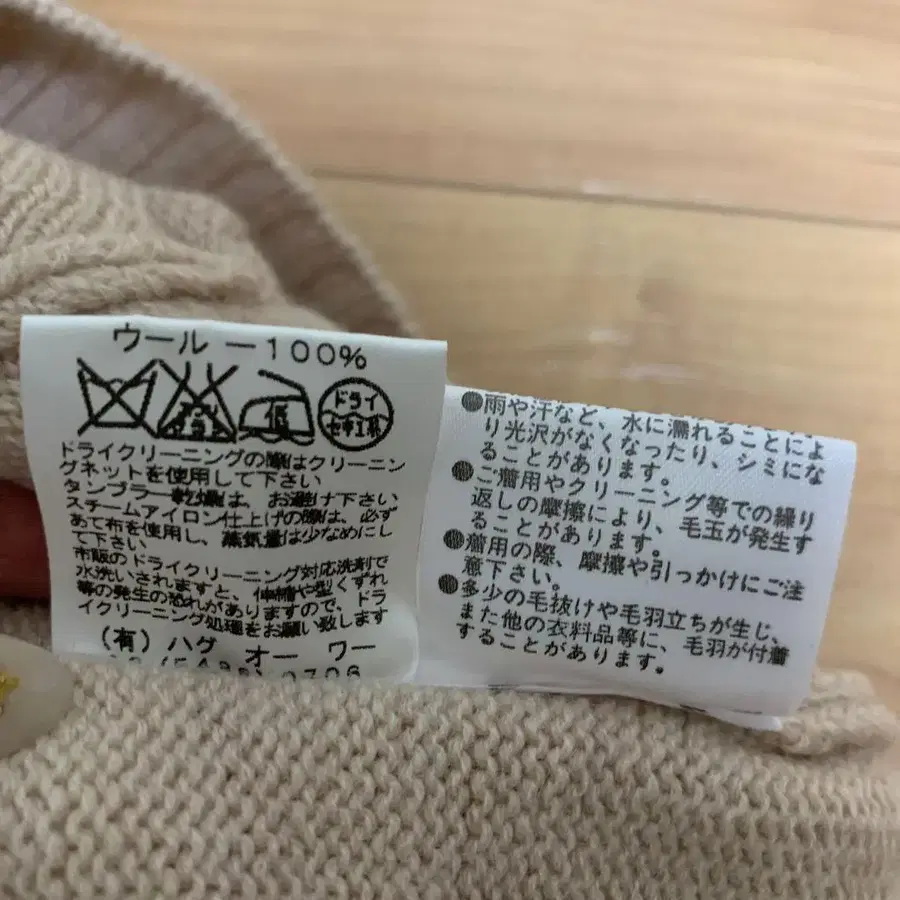 ウール ー100%
低
ドライ
セキユ系
ドライクリーニングの際はクリーニン
グネットを使用して下さい
タンブラー乾燥は、お避け下さい
スチームアイロン仕上げの際は、必ず
あて布を使用し、蒸気量は少なめにし
て下さい
市販のドライクリーニング対応洗剤で
水洗いされますと、伸縮や型くずれ
等の発生の恐れがありますので、ドラ
イクリーニング処理をお願い致します
(有)ハグ オー ワー
●雨や汗など、水に濡れることによ
り光沢がなくなったり、シミにな
ることがあります。
●ご着用やクリーニング等での繰り
返しの摩擦により、毛玉が発生す
ることがあります。
●着用の際、摩擦や引っかけにご注
意下さい。
●多少の毛抜けや毛羽立ちが生じ、
また他の衣料品等に、毛羽が付着
することがあります。